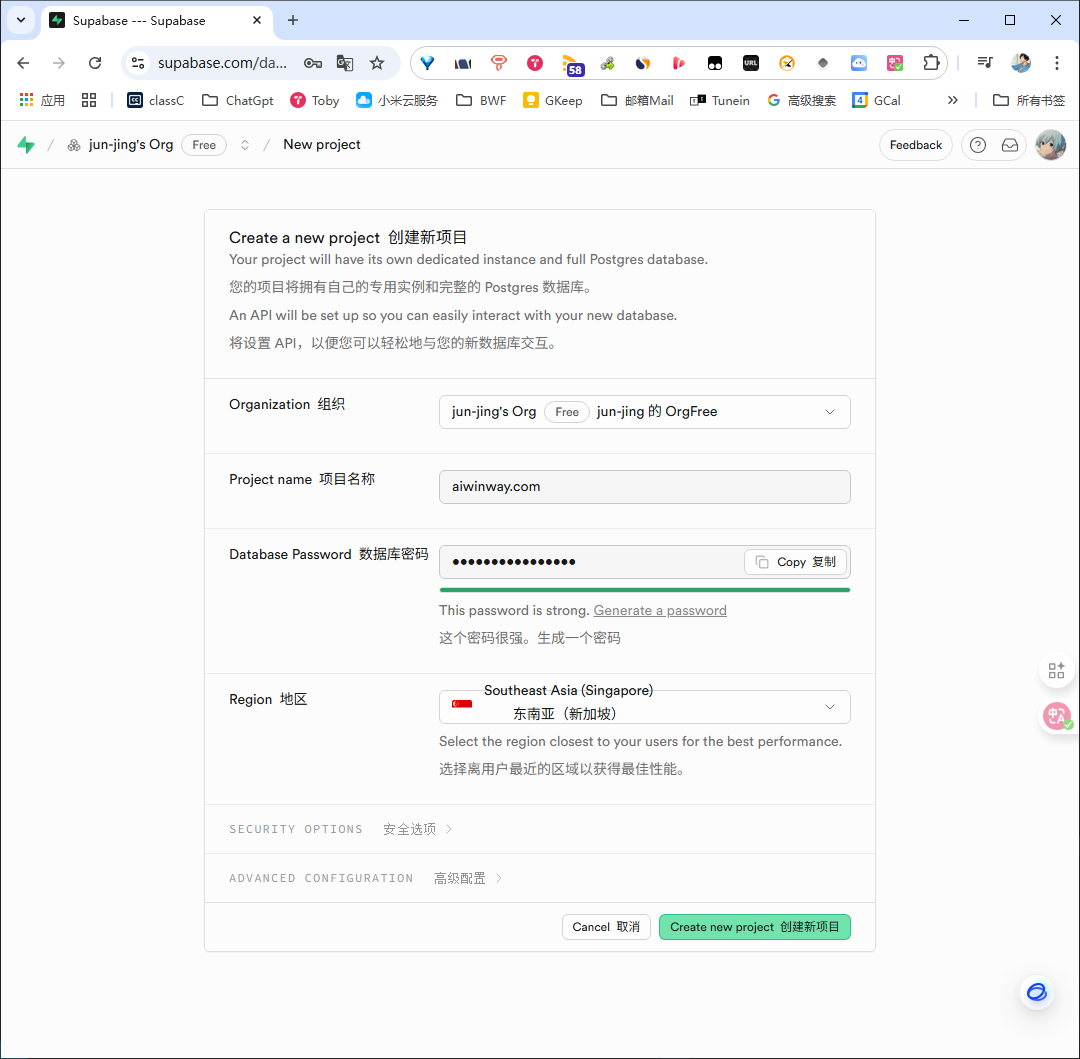 Supabase --- Supabase
supabase.com/da...
58
URL
应用
classC
ChatGpt
Toby
小米云服务
BWF
GKeep
邮箱Mail
Tunein
高级搜索
GCal
所有书签
/ jun-jing's Org Free / New project
Feedback
Create a new project 创建新项目
Your project will have its own dedicated instance and full Postgres database.
您的项目将拥有自己的专用实例和完整的 Postgres 数据库。
An API will be set up so you can easily interact with your new database.
将设置 API，以便您可以轻松地与您的新数据库交互。
Organization 组织
jun-jing's Org Free jun-jing 的 OrgFree
Project name 项目名称
aiwinway.com
Database Password 数据库密码
••••••••••••••••
Copy 复制
This password is strong. Generate a password
这个密码很强。生成一个密码
Region 地区
Southeast Asia (Singapore)
东南亚（新加坡）
Select the region closest to your users for the best performance.
选择离用户最近的区域以获得最佳性能。
SECURITY OPTIONS 安全选项
ADVANCED CONFIGURATION 高级配置
Cancel 取消
Create new project 创建新项目